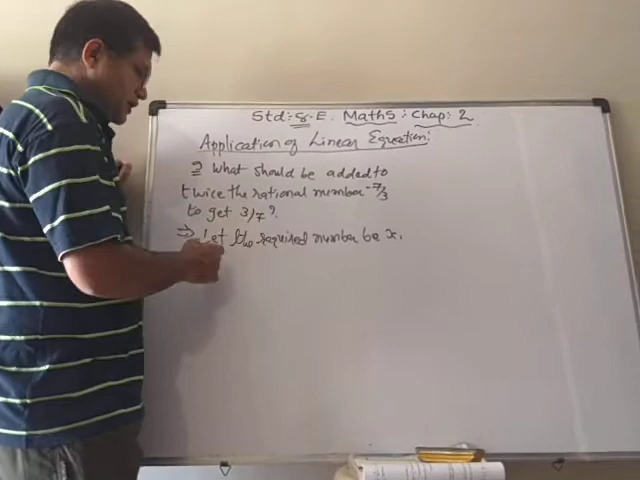 Std:- 8.E. Maths : Chap: 2
Application of Linear Equation:
2 What should be added to
twice the rational number -7/3
to get 3/7?
⇒ Let the required number be x.